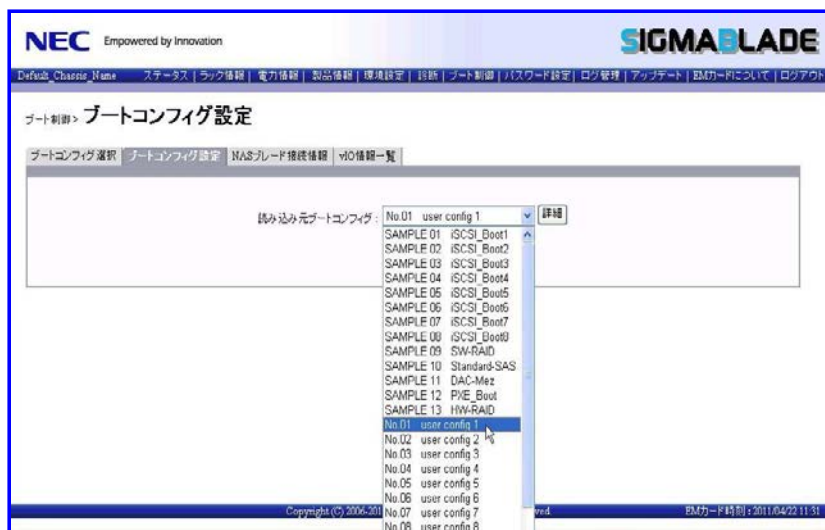 NEC Empowered by Innovation
SIGMABLADE
Default_Chassis_Name ステータス | ラック情報 | 電力情報 | 製品情報 | 環境設定 | 診断 | ブート制御 | パスワード設定 | ログ管理 | アップデート | EMカードについて | ログアウト
ブート制御> ブートコンフィグ設定
ブートコンフィグ選択 ブートコンフィグ設定 NASブレード接続情報 vIO情報一覧
読み込み元ブートコンフィグ: No.01 user config 1 詳細
SAMPLE 01 iSCSI_Boot1
SAMPLE 02 iSCSI_Boot2
SAMPLE 03 iSCSI_Boot3
SAMPLE 04 iSCSI_Boot4
SAMPLE 05 iSCSI_Boot5
SAMPLE 06 iSCSI_Boot6
SAMPLE 07 iSCSI_Boot7
SAMPLE 08 iSCSI_Boot8
SAMPLE 09 SW-RAID
SAMPLE 10 Standard-SAS
SAMPLE 11 DAC-Mez
SAMPLE 12 PXE_Boot
SAMPLE 13 HW-RAID
No.01 user config 1
No.02 user config 2
No.03 user config 3
No.04 user config 4
No.05 user config 5
No.06 user config 6
No.07 user config 7
No.08 user config 8
Copyright (C) 2006-201 ved. EMカード時刻 : 2011/04/22 11:31